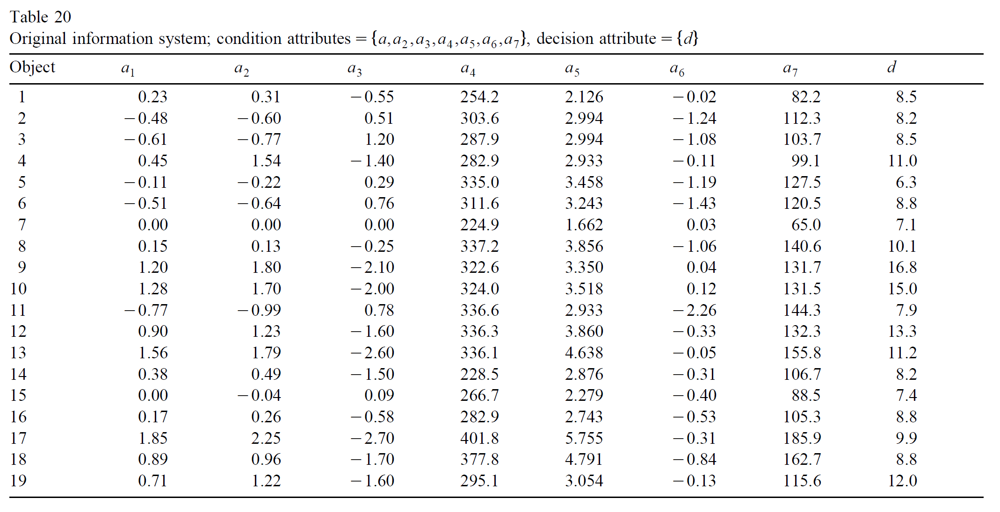 Table 20
Original information system; condition attributes = {a,a2,a3,a4,a5,a6,a7}, decision attribute = {d}
Object a1 a2 a3 a4 a5 a6 a7 d
1 0.23 0.31 −0.55 254.2 2.126 −0.02 82.2 8.5
2 −0.48 −0.60 0.51 303.6 2.994 −1.24 112.3 8.2
3 −0.61 −0.77 1.20 287.9 2.994 −1.08 103.7 8.5
4 0.45 1.54 −1.40 282.9 2.933 −0.11 99.1 11.0
5 −0.11 −0.22 0.29 335.0 3.458 −1.19 127.5 6.3
6 −0.51 −0.64 0.76 311.6 3.243 −1.43 120.5 8.8
7 0.00 0.00 0.00 224.9 1.662 0.03 65.0 7.1
8 0.15 0.13 −0.25 337.2 3.856 −1.06 140.6 10.1
9 1.20 1.80 −2.10 322.6 3.350 0.04 131.7 16.8
10 1.28 1.70 −2.00 324.0 3.518 0.12 131.5 15.0
11 −0.77 −0.99 0.78 336.6 2.933 −2.26 144.3 7.9
12 0.90 1.23 −1.60 336.3 3.860 −0.33 132.3 13.3
13 1.56 1.79 −2.60 336.1 4.638 −0.05 155.8 11.2
14 0.38 0.49 −1.50 228.5 2.876 −0.31 106.7 8.2
15 0.00 −0.04 0.09 266.7 2.279 −0.40 88.5 7.4
16 0.17 0.26 −0.58 282.9 2.743 −0.53 105.3 8.8
17 1.85 2.25 −2.70 401.8 5.755 −0.31 185.9 9.9
18 0.89 0.96 −1.70 377.8 4.791 −0.84 162.7 8.8
19 0.71 1.22 −1.60 295.1 3.054 −0.13 115.6 12.0